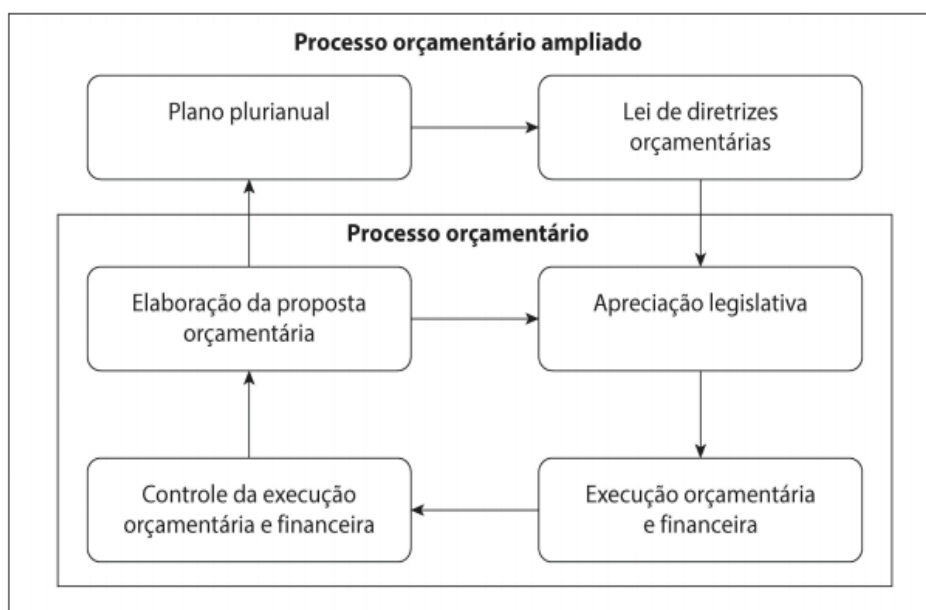 Processo orçamentário ampliado
Plano plurianual
Lei de diretrizes
orçamentárias
Processo orçamentário
Elaboração da proposta
orçamentária
Apreciação legislativa
Controle da execução
orçamentária e financeira
Execução orçamentária
e financeira